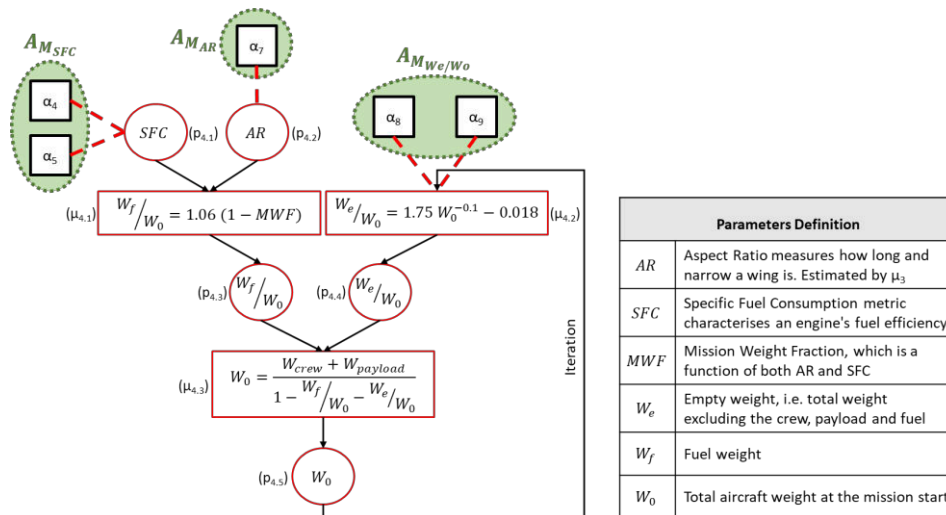 A_{M_{SFC}}
A_{M_{AR}}
α₇
A_{M_{We/Wo}}
α₄
α₅
SFC
(p₄.₁)
AR
(p₄.₂)
α₈
α₉
(μ₄.₁)
W_f/W_0 = 1.06 (1 − MWF)
W_e/W_0 = 1.75 W_0^{−0.1} − 0.018
(μ₄.₂)
(p₄.₃)
W_f/W_0
(p₄.₄)
W_e/W_0
(μ₄.₃)
W_0 = (W_crew + W_payload)/(1 − W_f/W_0 − W_e/W_0)
Iteration
(p₄.₅)
W_0
Parameters Definition
AR
Aspect Ratio measures how long and
narrow a wing is. Estimated by μ₃
SFC
Specific Fuel Consumption metric
characterises an engine's fuel efficiency
MWF
Mission Weight Fraction, which is a
function of both AR and SFC
W_e
Empty weight, i.e. total weight
excluding the crew, payload and fuel
W_f
Fuel weight
W_0
Total aircraft weight at the mission start